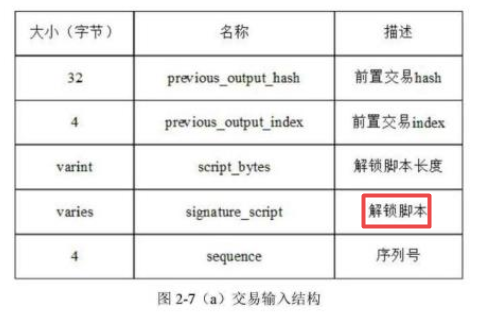 大小（字节） 名称 描述
32 previous_output_hash 前置交易hash
4 previous_output_index 前置交易index
varint script_bytes 解锁脚本长度
varies signature_script 解锁脚本
4 sequence 序列号
图 2-7（a）交易输入结构